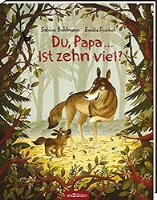 Sabine Bohlmann · Emilia Dziubak
Du, Papa...
Ist zehn viel?
arsEdition